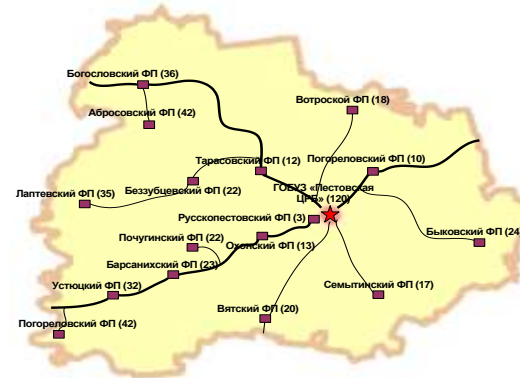 Богословский ФП (36)
Вотроской ФП (18)
Абросовский ФП (42)
Тарасовский ФП (12)
Погореловский ФП (10)
Беззубцевский ФП (22)
ГОБУЗ «Пестовская
ЦРБ» (120)
Лаптевский ФП (35)
Русскопестовский ФП (3)
Почугинский ФП (22)
Охонский ФП (13)
Быковский ФП (24)
Барсанихский ФП (23)
Устюцкий ФП (32)
Семытинский ФП (17)
Вятский ФП (20)
Погореловский ФП (42)